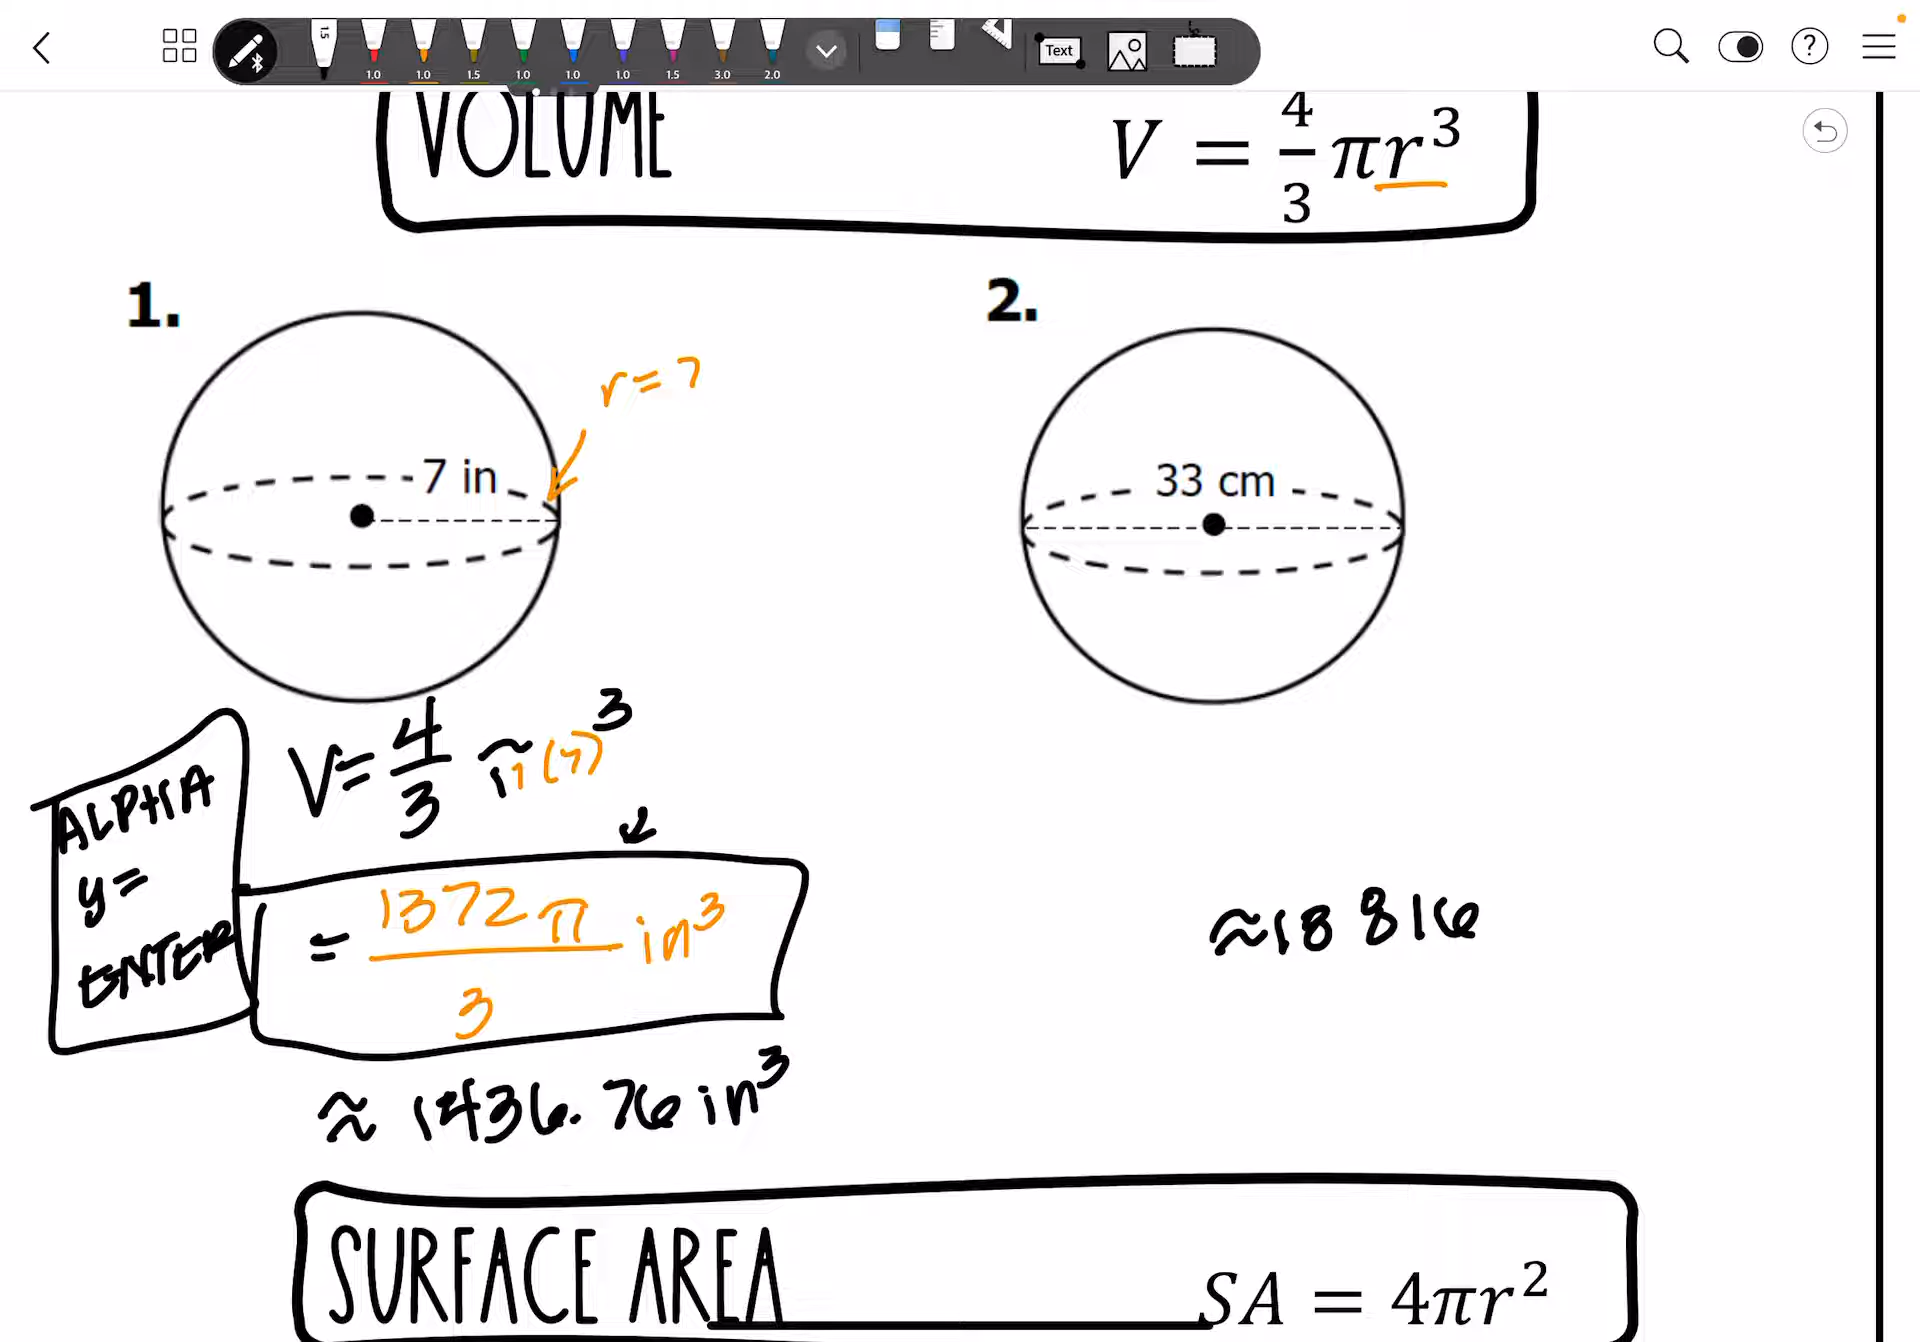 1.5
1.0 1.0 1.5 1.0 1.0 1.0 1.5 3.0 2.0
Text
?
VOLUME V = 4/3 πr³
1.
r = 7
7 in
2.
33 cm
V = 4/3 π(7)³
ALPHA
y=
ENTER
= 1372π/3 in³
≈ 1436.76 in³
≈18816
SURFACE AREA SA = 4πr²